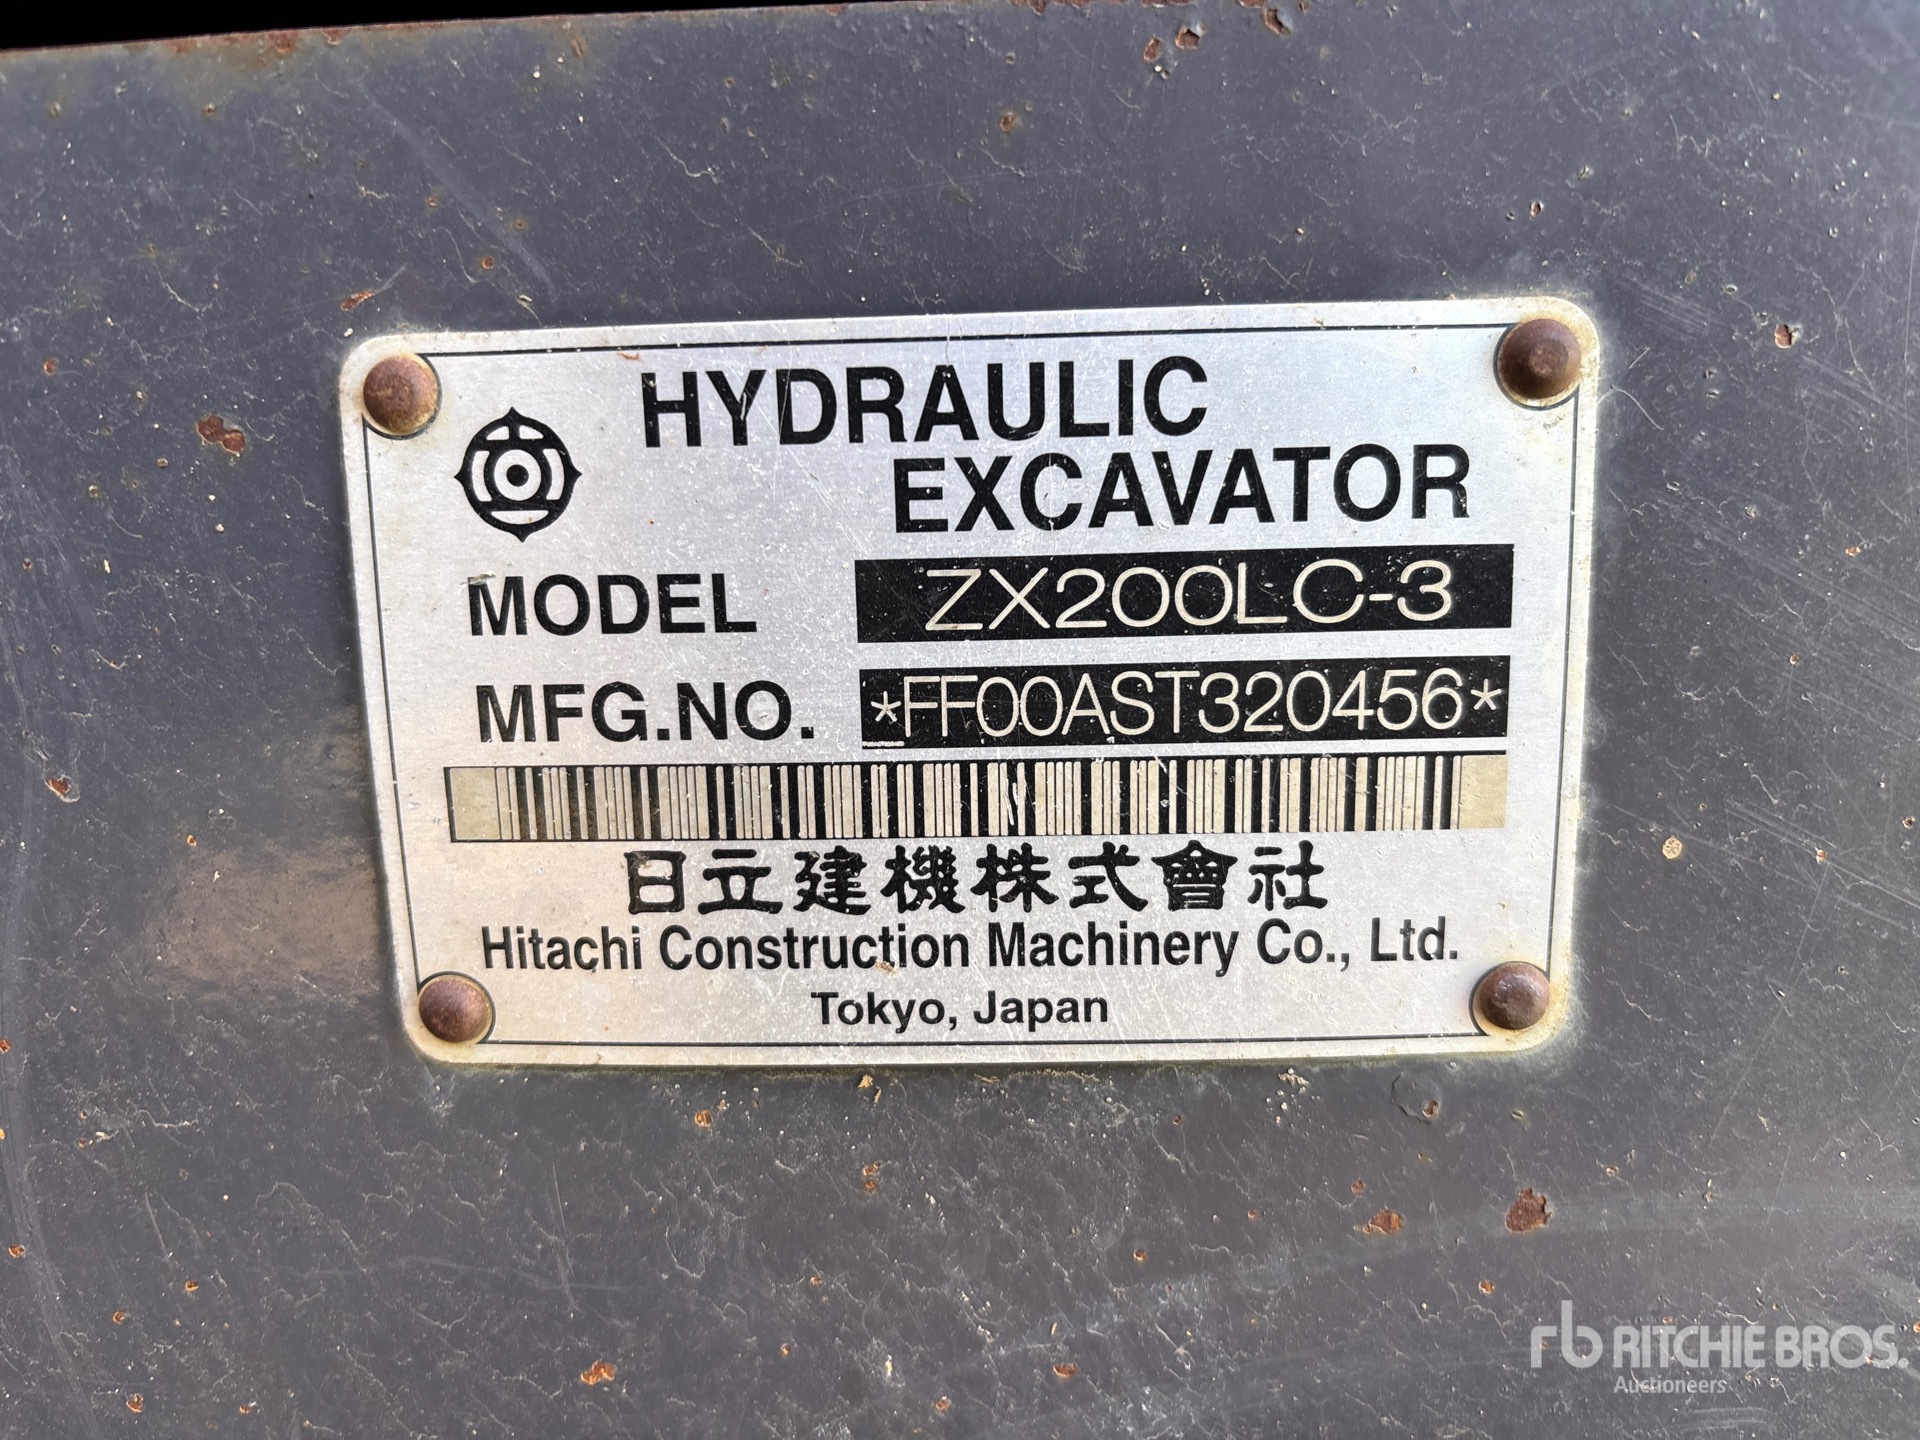 HYDRAULIC
EXCAVATOR
MODEL ZX200LC-3
MFG.NO. *FF00AST320456*
日立建機株式會社
Hitachi Construction Machinery Co., Ltd.
Tokyo, Japan
rb RITCHIE BROS.
Auctioneers